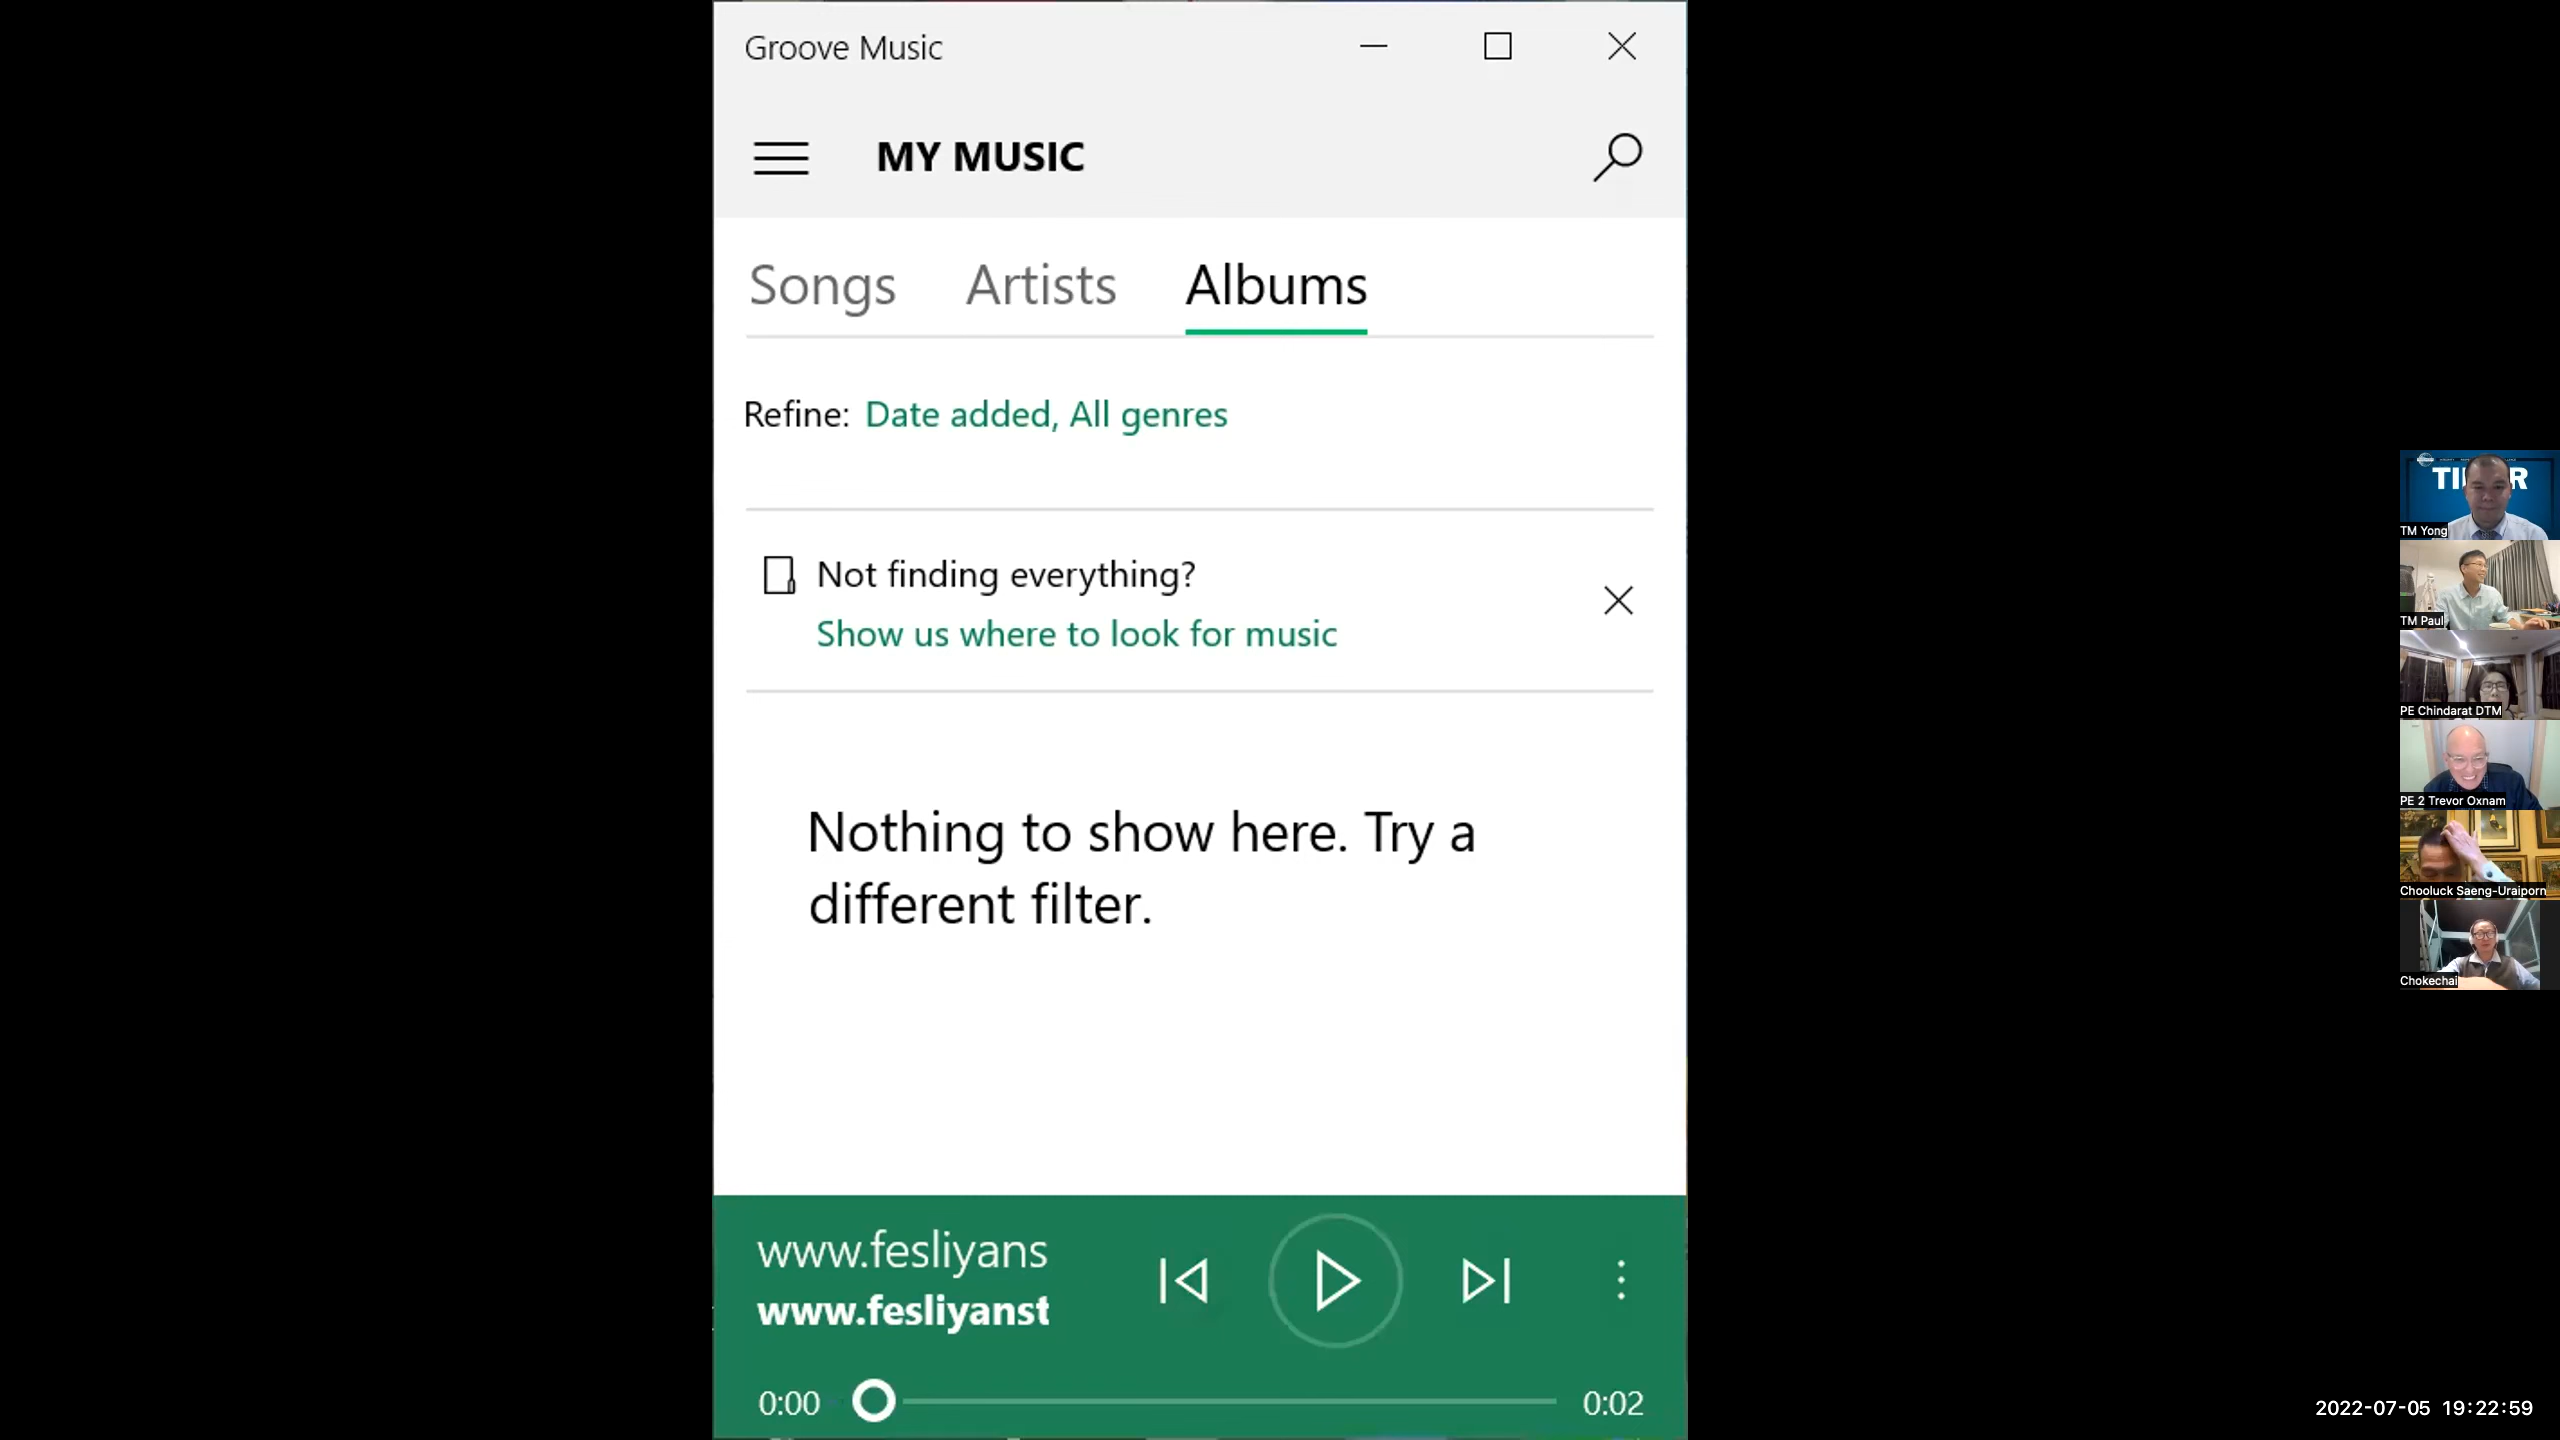 Groove Music
MY MUSIC
Songs Artists Albums
Refine: Date added, All genres
Not finding everything?
Show us where to look for music
Nothing to show here. Try a
different filter.
www.fesliyans
www.fesliyanst
0:00 0:02
TM Yong
TM Paul
PE Chindarat DTM
PE 2 Trevor Oxnam
Chooluck Saeng-Uraiporn
Chokechai
2022-07-05 19:22:59